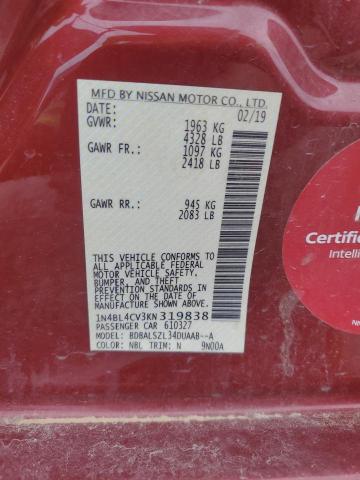 MFD BY NISSAN MOTOR CO., LTD.
DATE: 02/19
GVWR: 1963 KG
4328 LB
GAWR FR: 1097 KG
2418 LB
GAWR RR: 945 KG
2083 LB
THIS VEHICLE CONFORMS TO
ALL APPLICABLE FEDERAL
MOTOR VEHICLE SAFETY,
BUMPER, AND THEFT
PREVENTION STANDARDS
IN EFFECT ON THE DATE OF
MANUFACTURE SHOWN ABOVE.
1N4BL4CV3KN319838
PASSENGER CAR 610327
MODEL: BDBALSZL34DUAAB--A
COLOR: NBL TRIM: N 9N00A
Certifi
Intelli